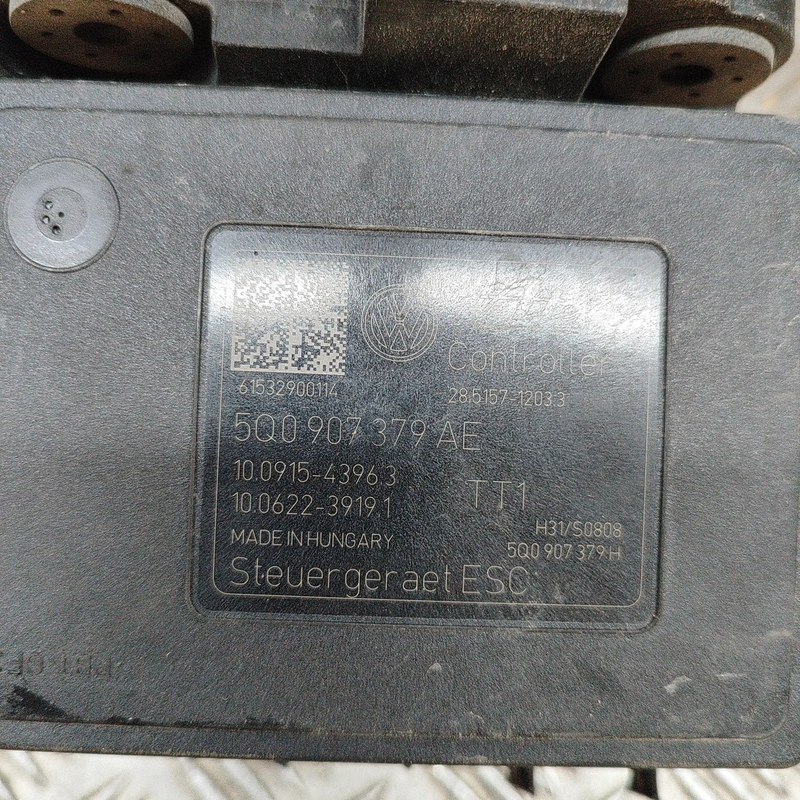 Controller
61532900114
28.5157-1203.3
5Q0 907 379 AE
10.0915-4396.3
10.0622-3919.1
TT1
H31/S0808
MADE IN HUNGARY
5Q0 907 379 H
Steuergeraet ESC